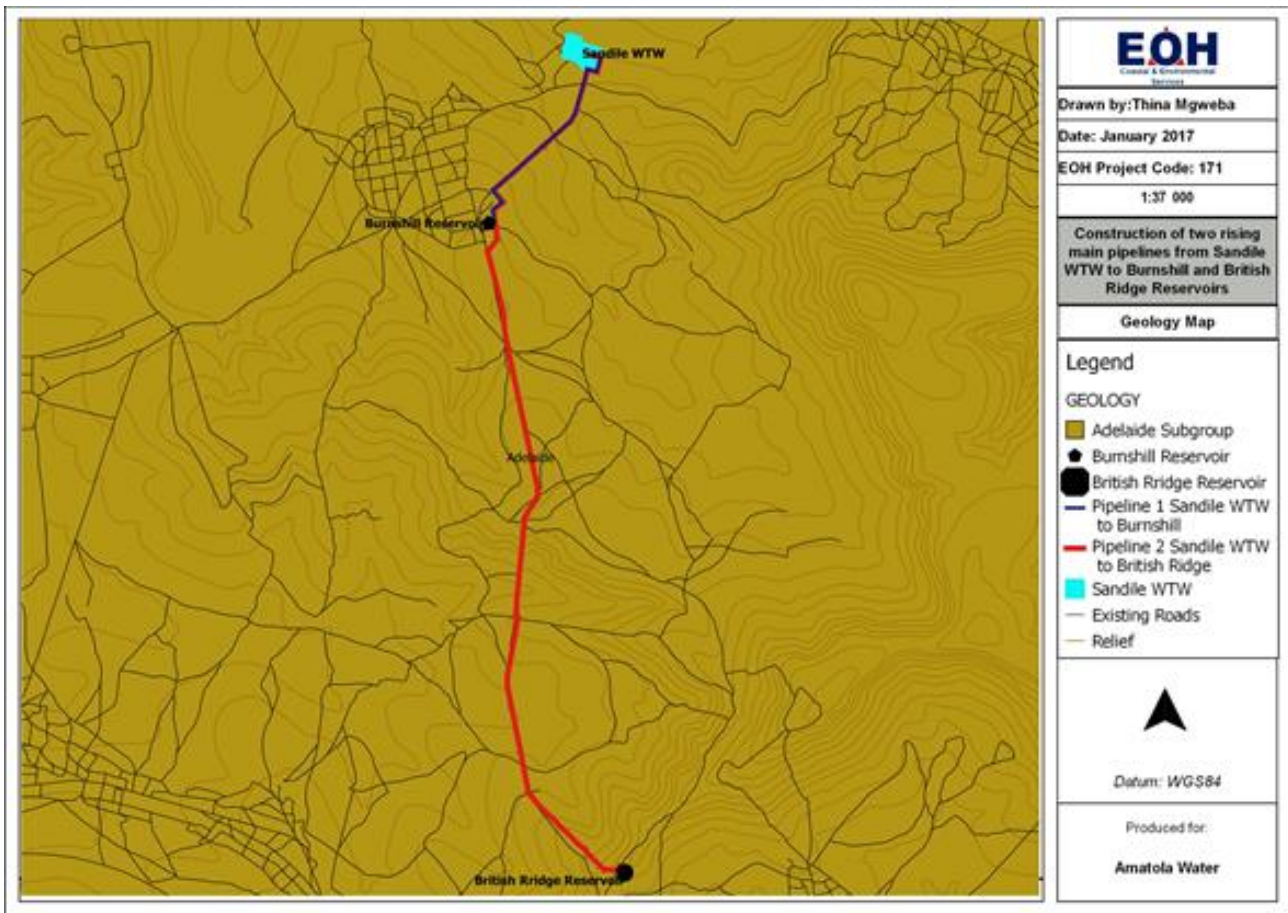 Sandile WTW
Burnshill Reservoir
Adelaide
British Rridge Reservoir
EOH
Coastal & Environmental
Services
Drawn by:Thina Mgweba
Date: January 2017
EOH Project Code: 171
1:37 000
Construction of two rising
main pipelines from Sandile
WTW to Burnshill and British
Ridge Reservoirs
Geology Map
Legend
GEOLOGY
Adelaide Subgroup
Burnshill Reservoir
British Rridge Reservoir
Pipeline 1 Sandile WTW
to Burnshill
Pipeline 2 Sandile WTW
to British Ridge
Sandile WTW
Existing Roads
Relief
Datum: WGS84
Produced for:
Amatola Water